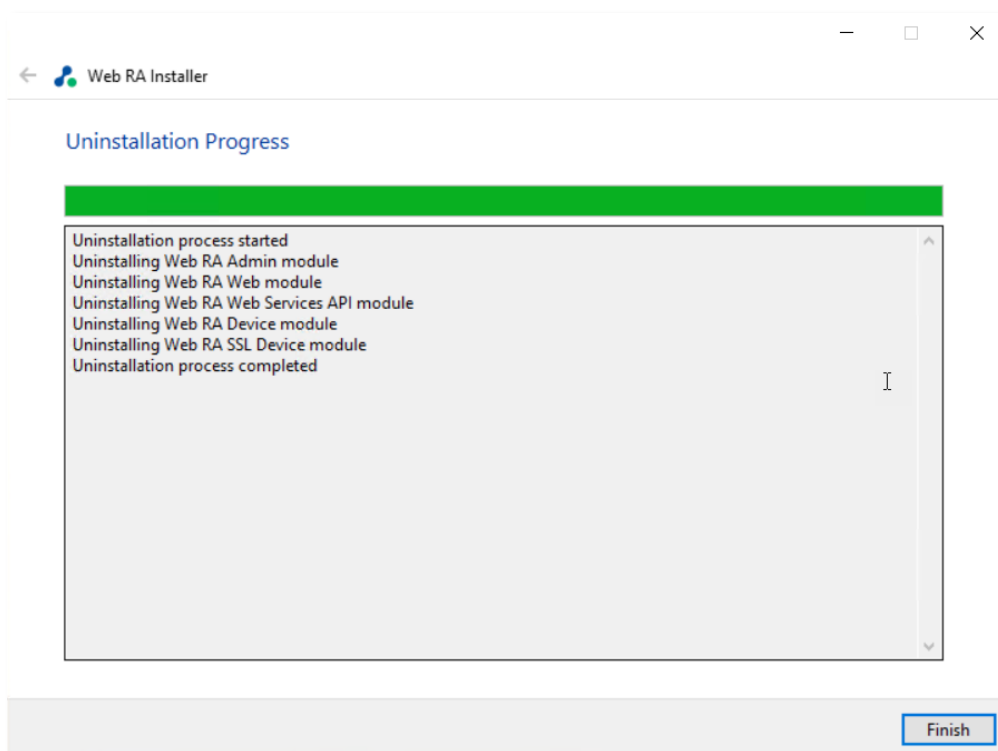 Web RA Installer
Uninstallation Progress
Uninstallation process started
Uninstalling Web RA Admin module
Uninstalling Web RA Web module
Uninstalling Web RA Web Services API module
Uninstalling Web RA Device module
Uninstalling Web RA SSL Device module
Uninstallation process completed
Finish